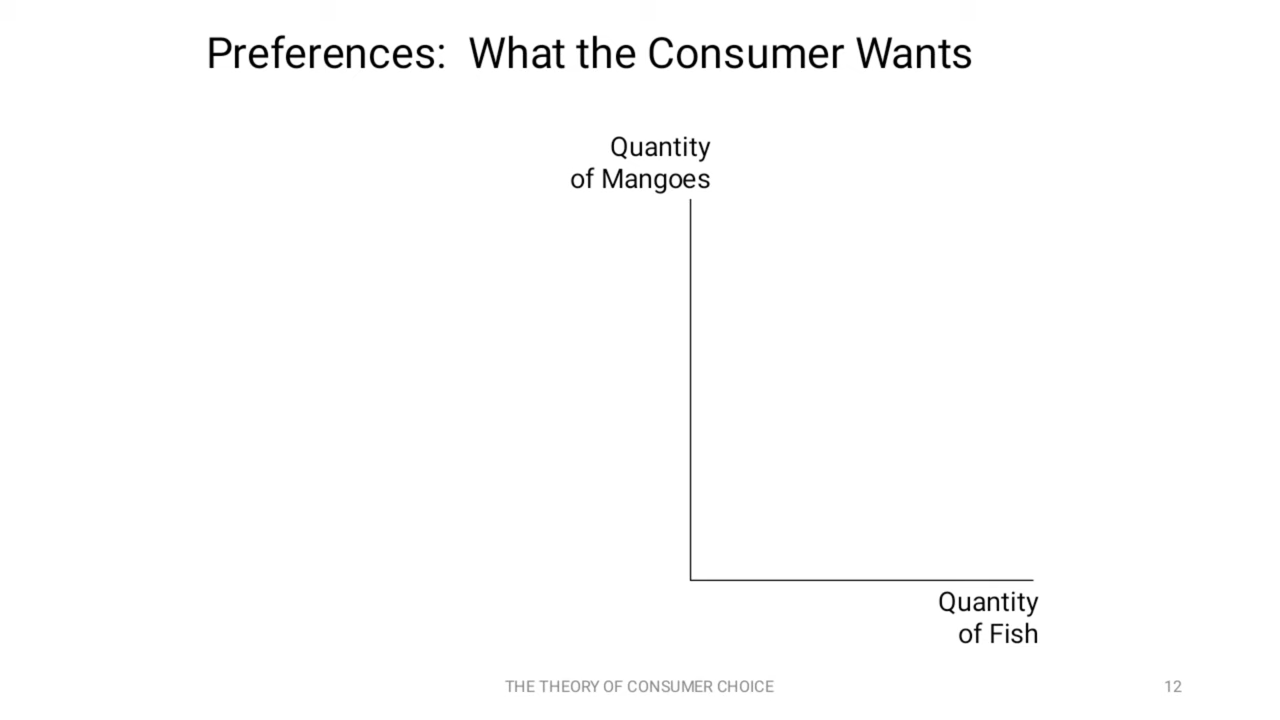 Preferences: What the Consumer Wants
Quantity
of Mangoes
Quantity
of Fish
THE THEORY OF CONSUMER CHOICE
12